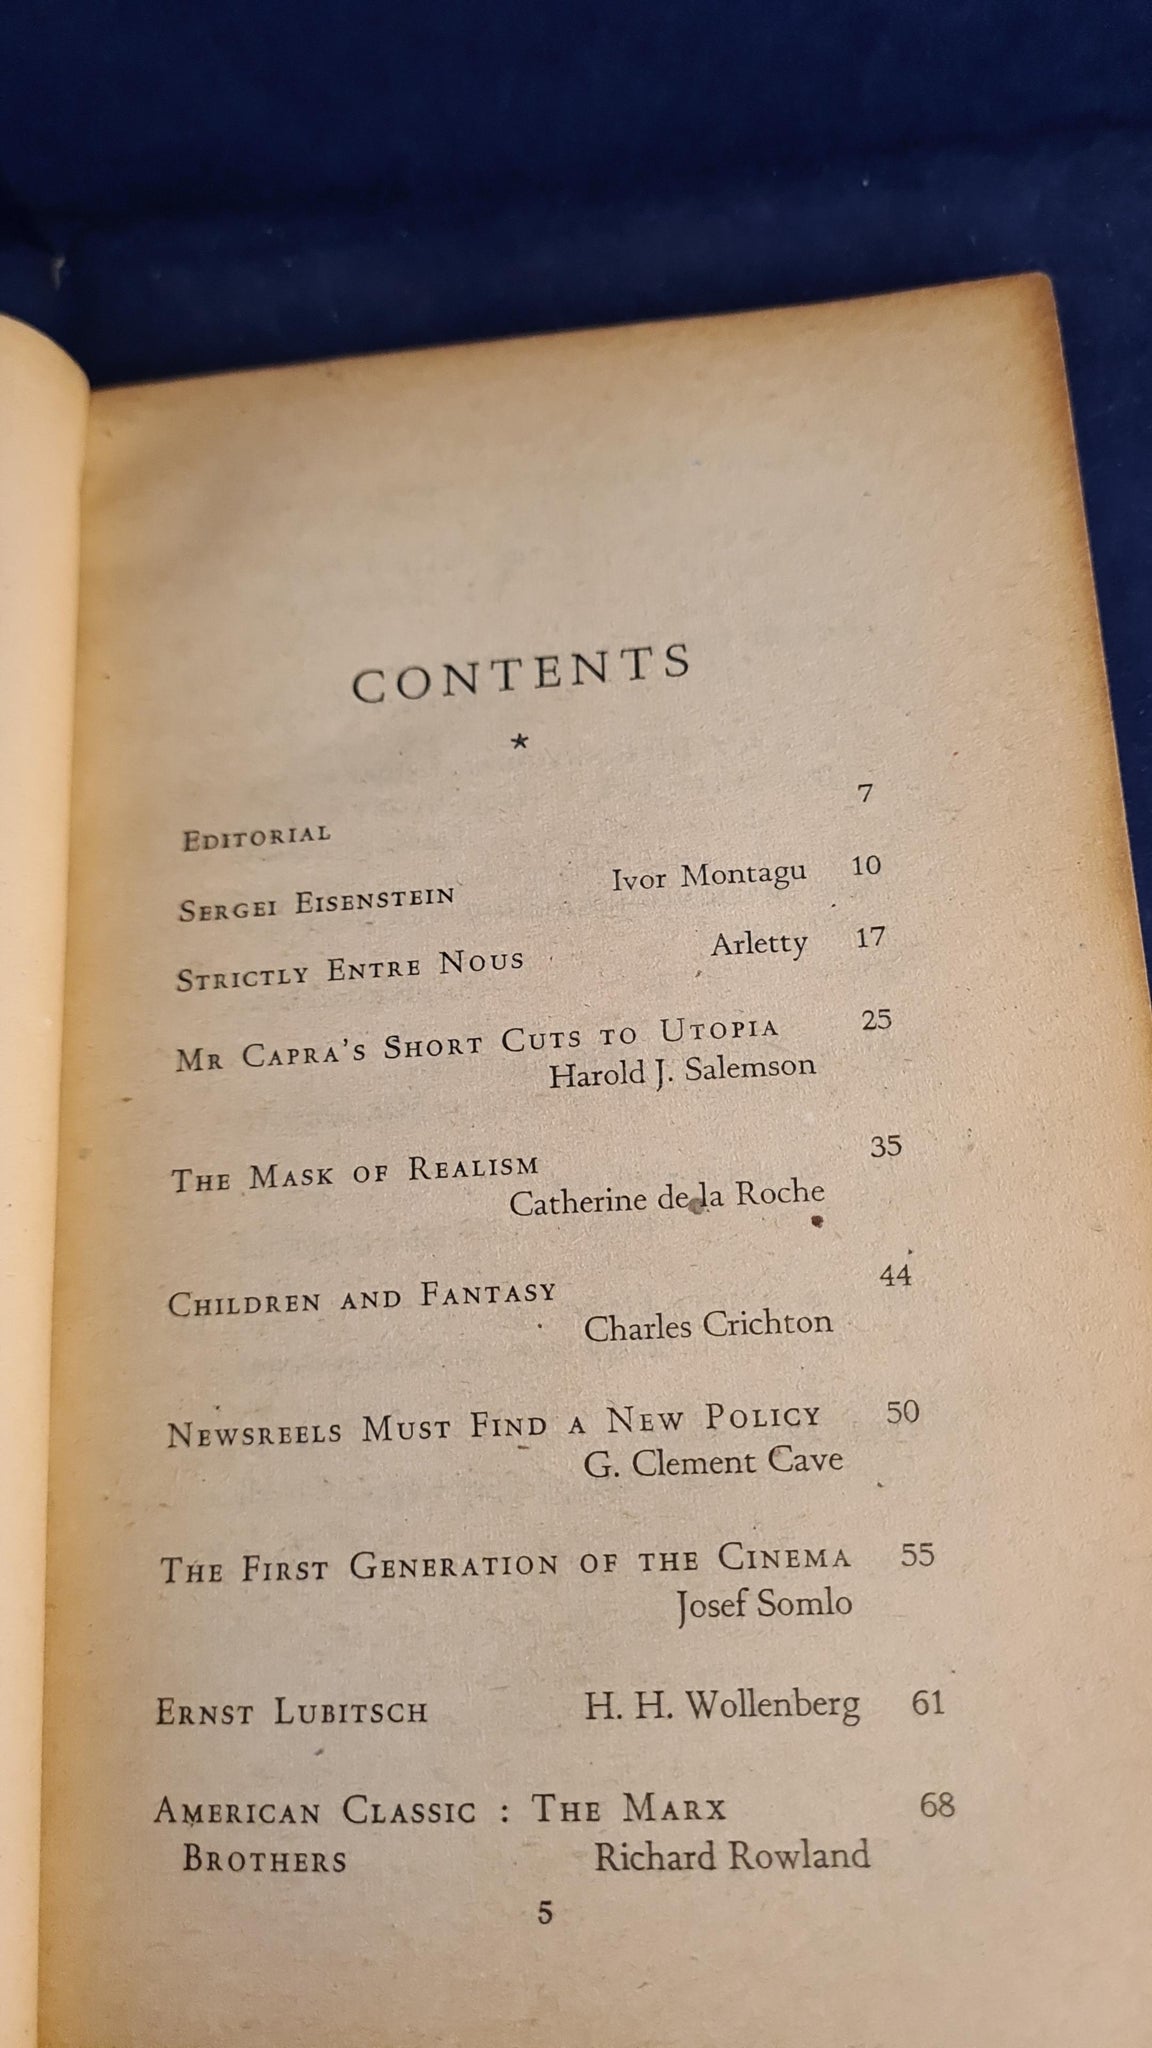 CONTENTS
*
EDITORIAL 7
SERGEI EISENSTEIN Ivor Montagu 10
STRICTLY ENTRE NOUS Arletty 17
MR CAPRA'S SHORT CUTS TO UTOPIA 25
Harold J. Salemson
THE MASK OF REALISM 35
Catherine de la Roche
CHILDREN AND FANTASY 44
Charles Crichton
NEWSREELS MUST FIND A NEW POLICY 50
G. Clement Cave
THE FIRST GENERATION OF THE CINEMA 55
Josef Somlo
ERNST LUBITSCH H. H. Wollenberg 61
AMERICAN CLASSIC : THE MARX 68
BROTHERS Richard Rowland
5